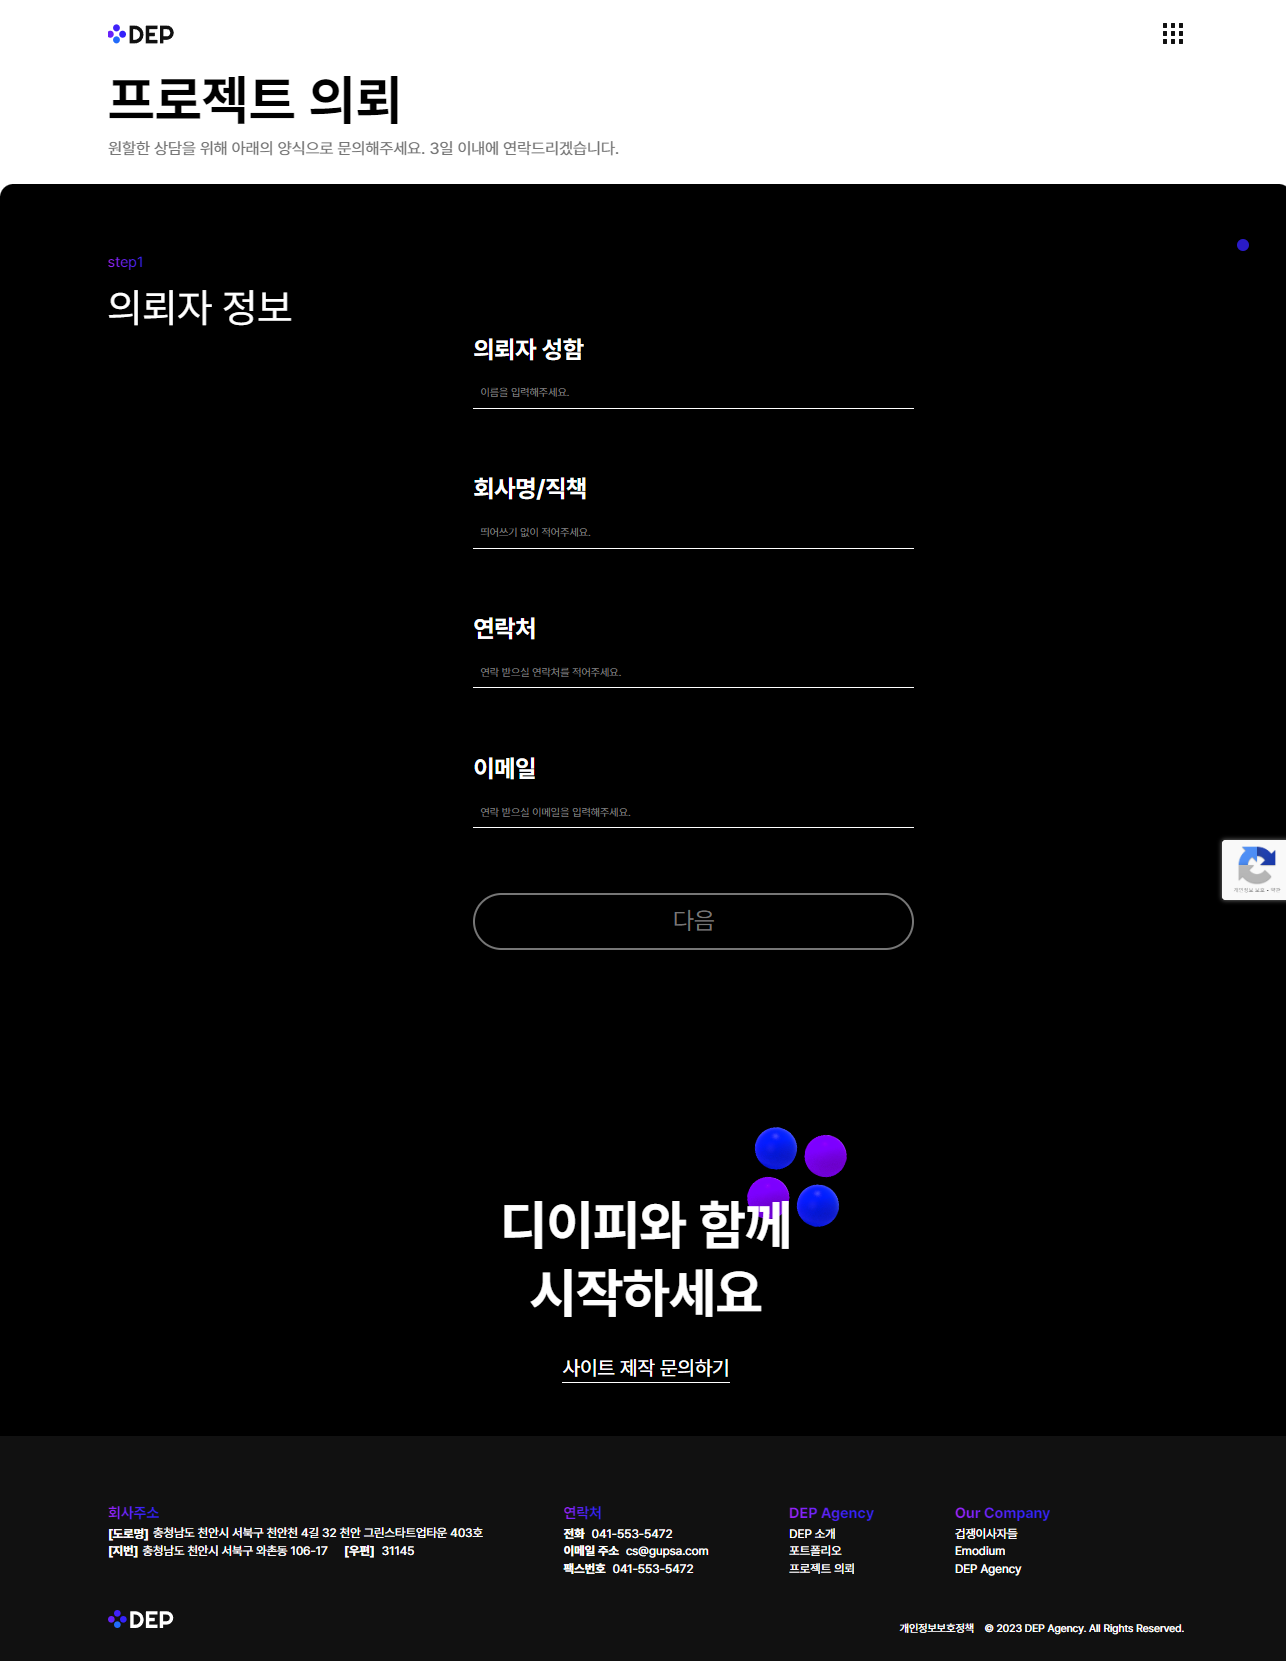 DEP
프로젝트 의뢰
원할한 상담을 위해 아래의 양식으로 문의해주세요. 3일 이내에 연락드리겠습니다.
step1
의뢰자 정보
의뢰자 성함
이름을 입력해주세요.
회사명/직책
띄어쓰기 없이 적어주세요.
연락처
연락 받으실 연락처를 적어주세요.
이메일
연락 받으실 이메일을 입력해주세요.
개인정보 보호 - 약관
다음
디이피와 함께
시작하세요
사이트 제작 문의하기
회사주소
[도로명] 충청남도 천안시 서북구 천안천 4길 32 천안 그린스타트업타운 403호
[지번] 충청남도 천안시 서북구 와촌동 106-17 [우편] 31145
연락처
전화 041-553-5472
이메일 주소 cs@gupsa.com
팩스번호 041-553-5472
DEP Agency
DEP 소개
포트폴리오
프로젝트 의뢰
Our Company
겁쟁이사자들
Emodium
DEP Agency
DEP
개인정보보호정책 © 2023 DEP Agency. All Rights Reserved.